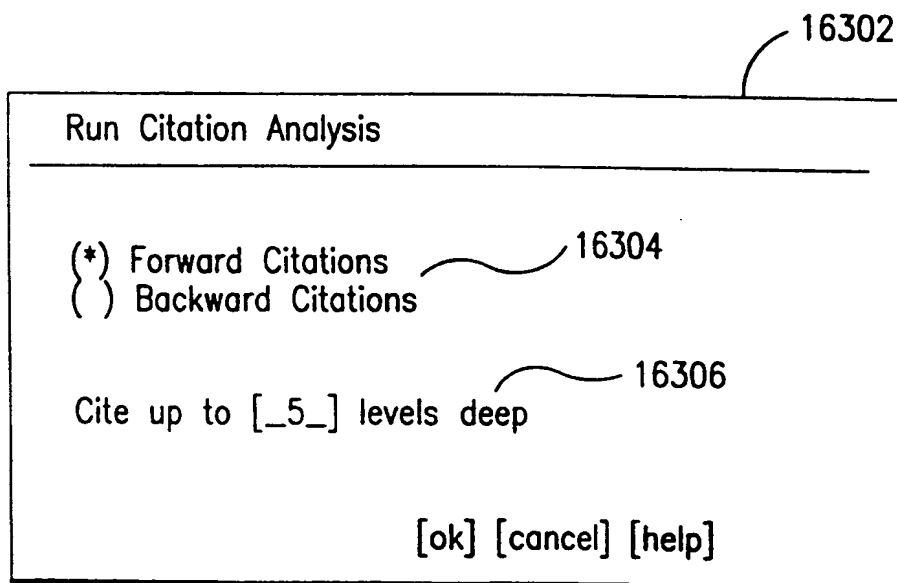 16302
Run Citation Analysis
(*) Forward Citations
16304
( ) Backward Citations
16306
Cite up to [_5_] levels deep
[ok] [cancel] [help]